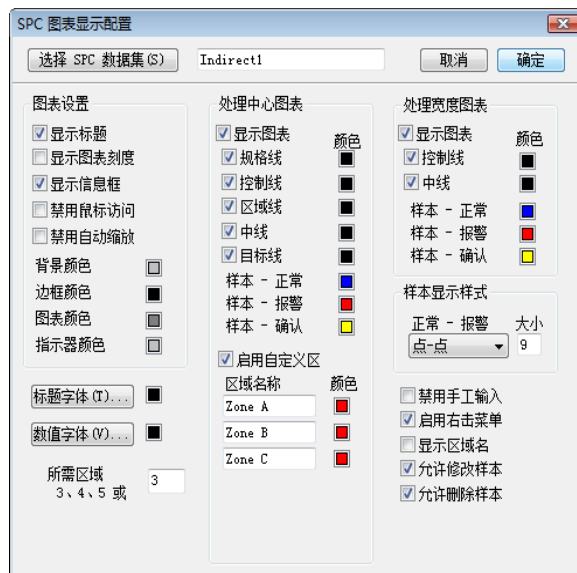 SPC 图表显示配置
选择 SPC 数据集(S)
Indirect1
取消
确定
图表设置
显示标题
显示图表刻度
显示信息框
禁用鼠标访问
禁用自动缩放
背景颜色
边框颜色
图表颜色
指示器颜色
标题字体(T)...
数值字体(V)...
所需区域
3、4、5 或
3
处理中心图表
显示图表
颜色
规格线
控制线
区域线
中线
目标线
样本 - 正常
样本 - 报警
样本 - 确认
启用自定义区
区域名称
颜色
Zone A
Zone B
Zone C
处理宽度图表
显示图表
颜色
控制线
中线
样本 - 正常
样本 - 报警
样本 - 确认
样本显示样式
正常 - 报警
大小
点-点
9
禁用手工输入
启用右击菜单
显示区域名
允许修改样本
允许删除样本